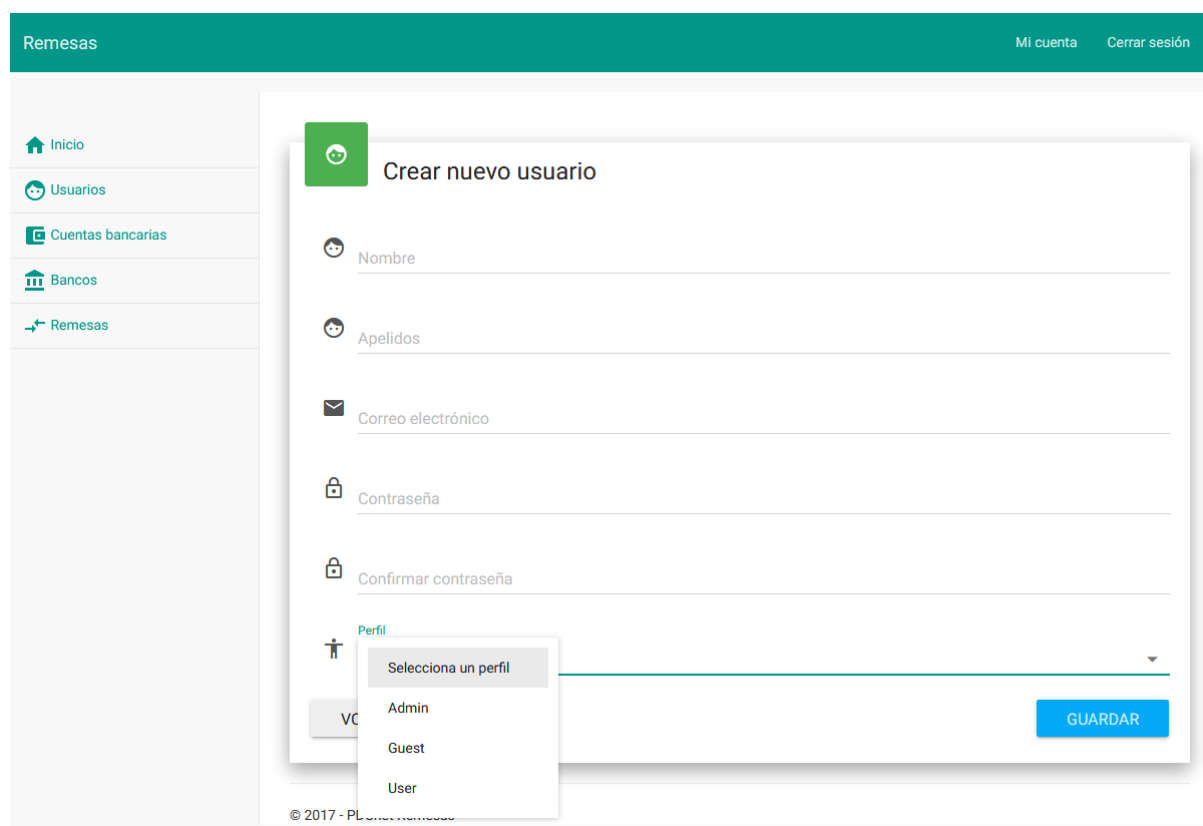 Remesas
Mi cuenta
Cerrar sesión
Inicio
Usuarios
Cuentas bancarias
Bancos
Remesas
Crear nuevo usuario
Nombre
Apelidos
Correo electrónico
Contraseña
Confirmar contraseña
Perfil
Selecciona un perfil
Admin
Guest
User
GUARDAR
© 2017 -